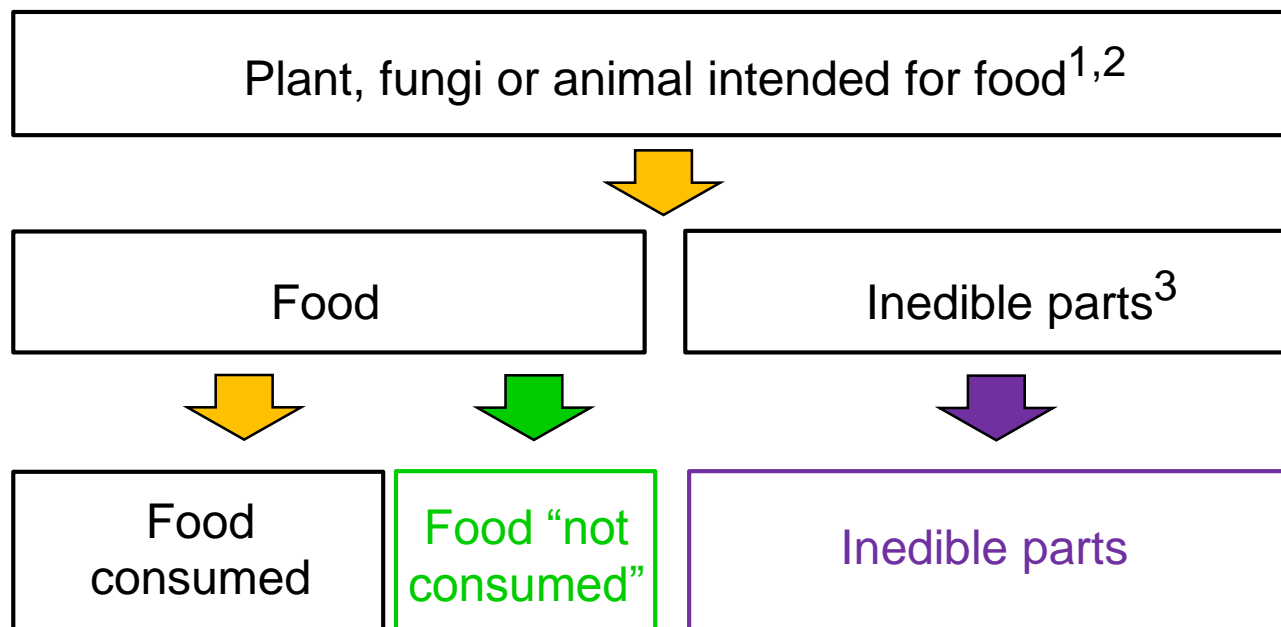 Plant, fungi or animal intended for food1,2
Food
Inedible parts3
Food
consumed
Food “not
consumed”
Inedible parts